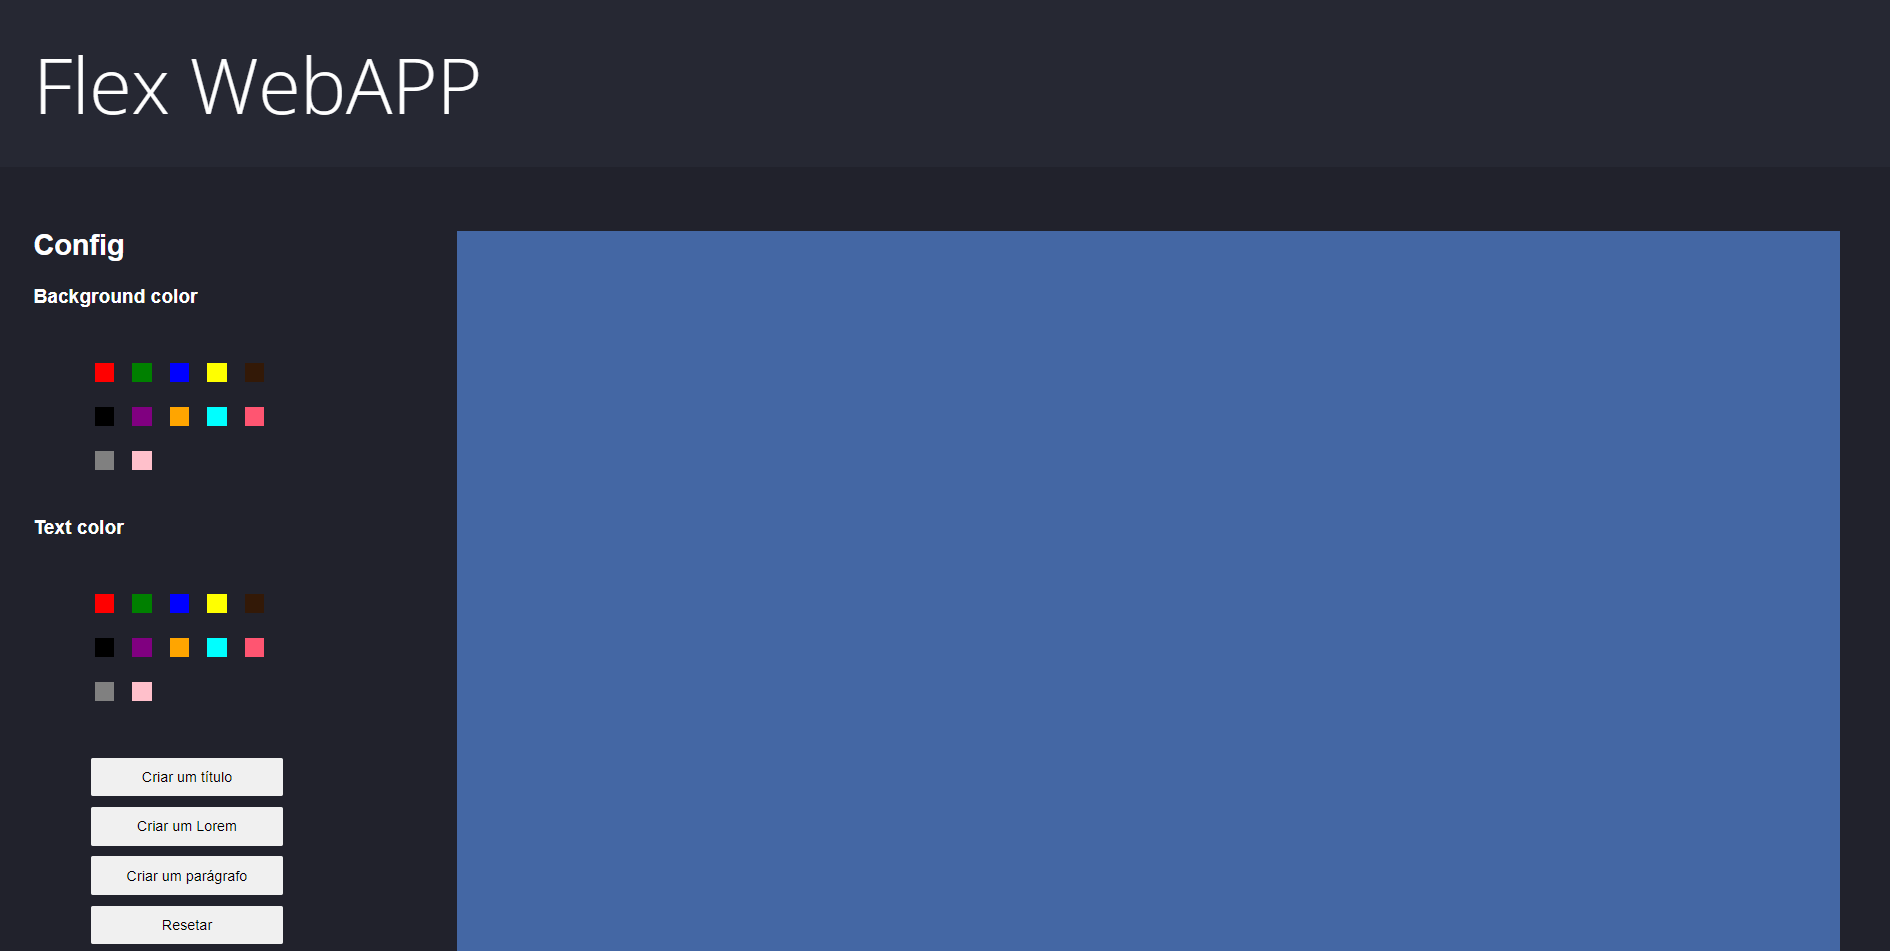 Flex WebAPP
Config
Background color
Text color
Criar um título
Criar um Lorem
Criar um parágrafo
Resetar